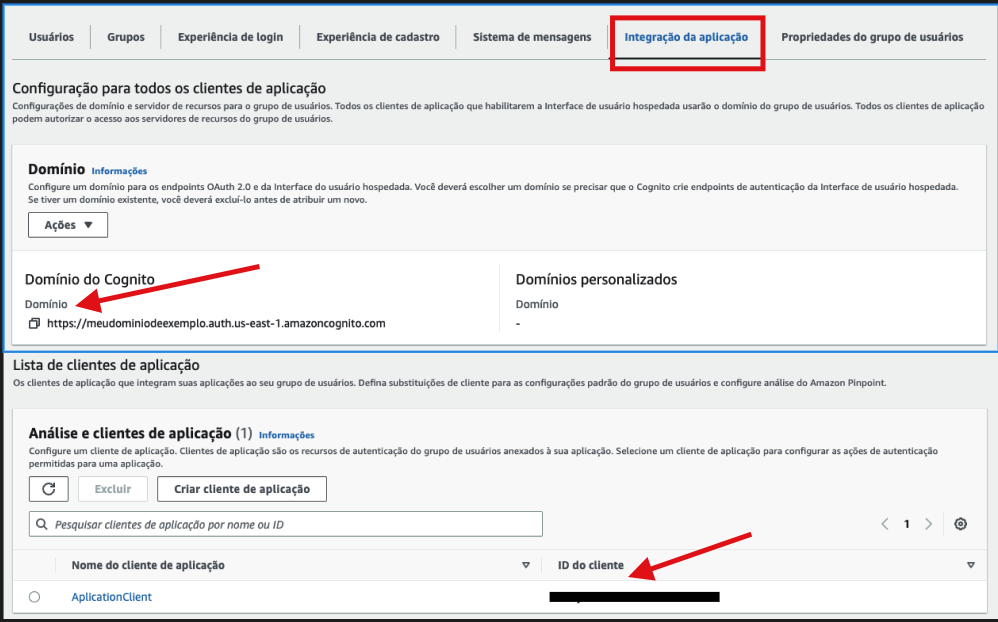 Usuários
Grupos
Experiência de login
Experiência de cadastro
Sistema de mensagens
Integração da aplicação
Propriedades do grupo de usuários
Configuração para todos os clientes de aplicação
Configurações de domínio e servidor de recursos para o grupo de usuários. Todos os clientes de aplicação que habilitarem a Interface de usuário hospedada usarão o domínio do grupo de usuários. Todos os clientes de aplicação
podem autorizar o acesso aos servidores de recursos do grupo de usuários.
Domínio Informações
Configure um domínio para os endpoints OAuth 2.0 e da Interface do usuário hospedada. Você deverá escolher um domínio se precisar que o Cognito crie endpoints de autenticação da Interface de usuário hospedada.
Se tiver um domínio existente, você deverá excluí-lo antes de atribuir um novo.
Ações
Domínio do Cognito
Domínio
https://meudominiodeexemplo.auth.us-east-1.amazoncognito.com
Domínios personalizados
Domínio
-
Lista de clientes de aplicação
Os clientes de aplicação que integram suas aplicações ao seu grupo de usuários. Defina substituições de cliente para as configurações padrão do grupo de usuários e configure análise do Amazon Pinpoint.
Análise e clientes de aplicação (1) Informações
Configure um cliente de aplicação. Clientes de aplicação são os recursos de autenticação do grupo de usuários anexados à sua aplicação. Selecione um cliente de aplicação para configurar as ações de autenticação
permitidas para uma aplicação.
Excluir
Criar cliente de aplicação
Pesquisar clientes de aplicação por nome ou ID
1
Nome do cliente de aplicação
ID do cliente
AplicationClient